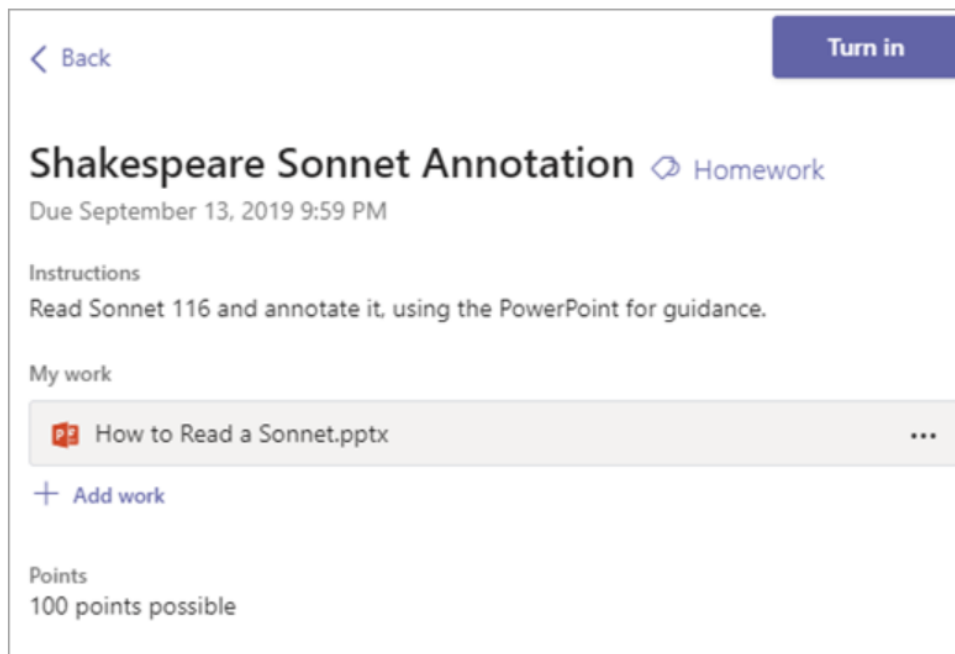 Back
Turn in
Shakespeare Sonnet Annotation Homework
Due September 13, 2019 9:59 PM
Instructions
Read Sonnet 116 and annotate it, using the PowerPoint for guidance.
My work
How to Read a Sonnet.pptx
Add work
Points
100 points possible